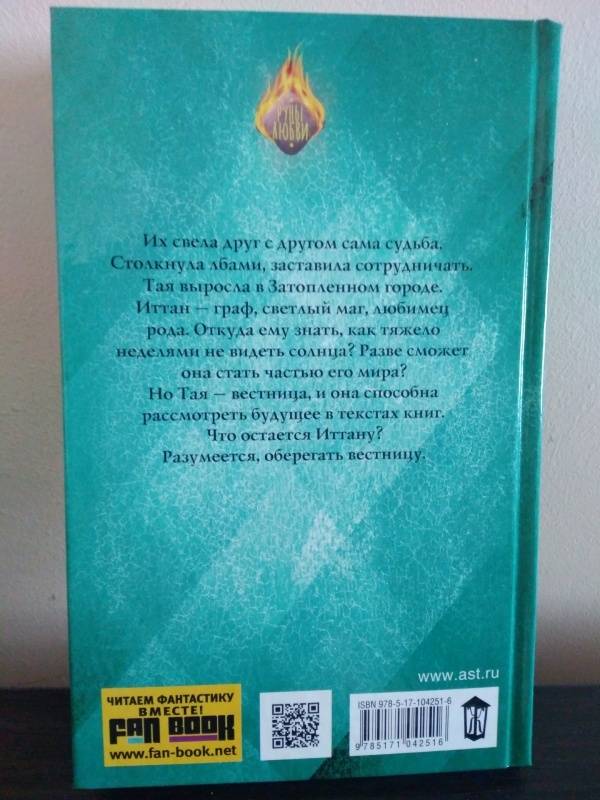 РУНЫ
ЛЮБВИ
Их свела друг с другом сама судьба.
Столкнула лбами, заставила сотрудничать.
Тая выросла в Затопленном городе.
Иттан — граф, светлый маг, любимец
рода. Откуда ему знать, как тяжело
неделями не видеть солнца? Разве сможет
она стать частью его мира?
Но Тая — вестница, и она способна
рассмотреть будущее в текстах книг.
Что остается Иттану?
Разумеется, оберегать вестницу.
www.ast.ru
ЧИТАЕМ ФАНТАСТИКУ
ВМЕСТЕ!
FAN BOOK
www.fan-book.net
ISBN 978-5-17-104251-6
9785171042516